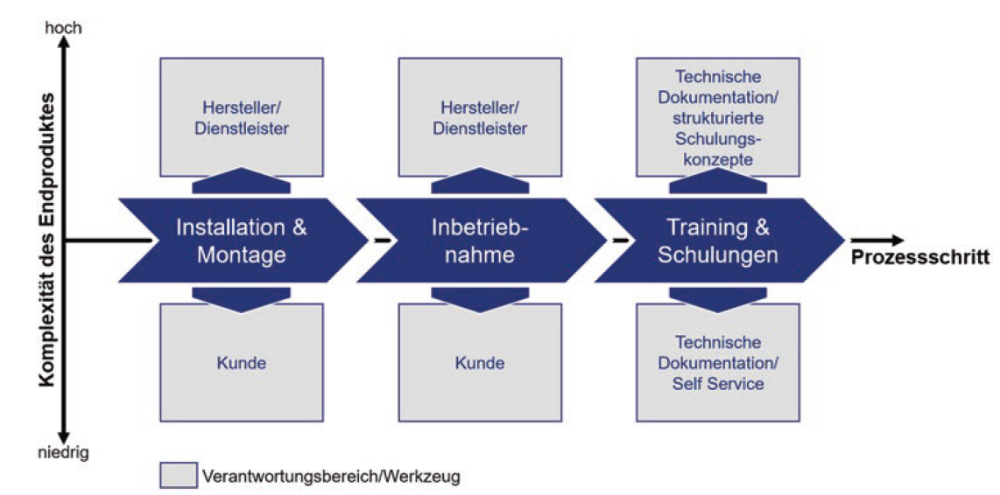 hoch
Komplexität des Endproduktes
niedrig
Hersteller/
Dienstleister
Hersteller/
Dienstleister
Technische
Dokumentation/
strukturierte
Schulungs-
konzepte
Installation &
Montage
Inbetrieb-
nahme
Training &
Schulungen
Prozessschritt
Kunde
Kunde
Technische
Dokumentation/
Self Service
Verantwortungsbereich/Werkzeug